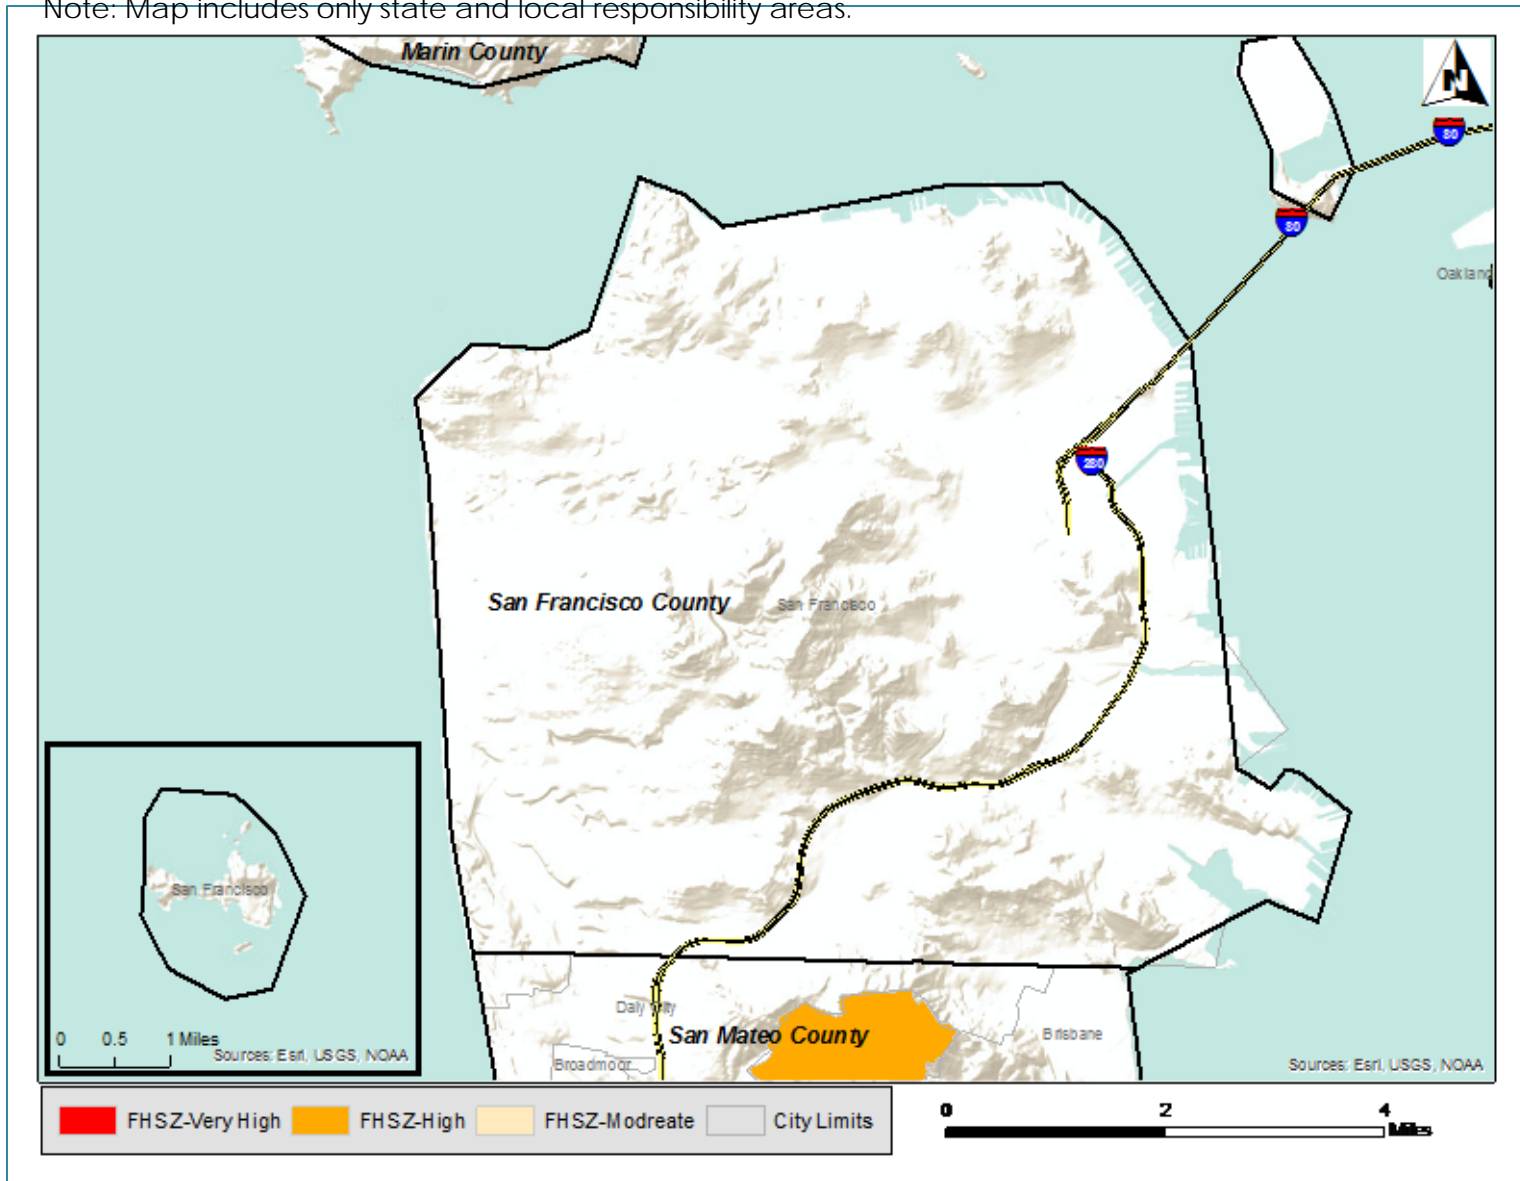 Note: Map includes only state and local responsibility areas.
Marin County
N
80
80
Oakland
280
San Francisco County
San Francisco
San Francisco
0 0.5 1 Miles
Sources: Esri, USGS, NOAA
Daly City
San Mateo County
Brisbane
Broadmoor
Sources: Esri, USGS, NOAA
FHSZ-Very High FHSZ-High FHSZ-Modreate City Limits
0 2 4
Miles